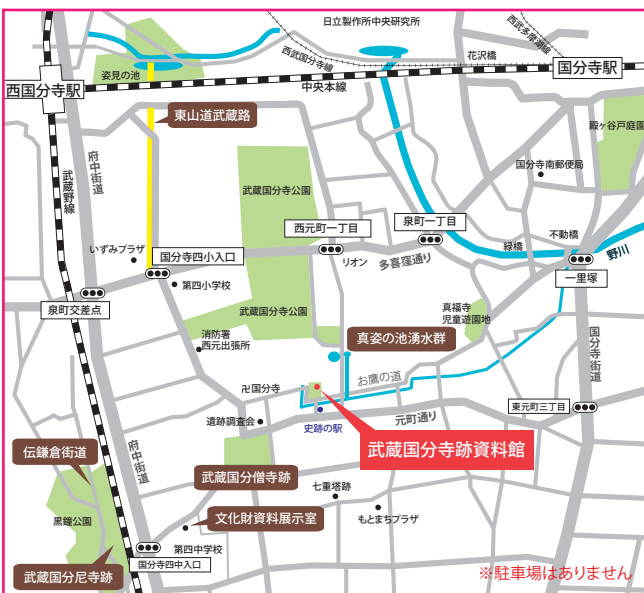 日立製作所中央研究所
西武多摩湖線
花沢橋
西武国分寺線
国分寺駅
姿見の池
西国分寺駅
中央本線
東山道武蔵路
殿ヶ谷戸庭園
府中街道
武蔵野線
国分寺南郵便局
武蔵国分寺公園
西元町一丁目
泉町一丁目
不動橋
いずみプラザ
国分寺四小入口
リオン
多喜窪通り
緑橋
野川
一里塚
第四小学校
泉町交差点
武蔵国分寺公園
真福寺
児童遊園地
消防署
西元出張所
真姿の池湧水群
国分寺街道
お鷹の道
卍国分寺
東元町三丁目
史跡の駅
元町通り
遺跡調査会
武蔵国分寺跡資料館
府中街道
伝鎌倉街道
武蔵国分僧寺跡
七重塔跡
黒鐘公園
文化財資料展示室
もとまちプラザ
第四中学校
国分寺四中入口
武蔵国分尼寺跡
※駐車場はありません